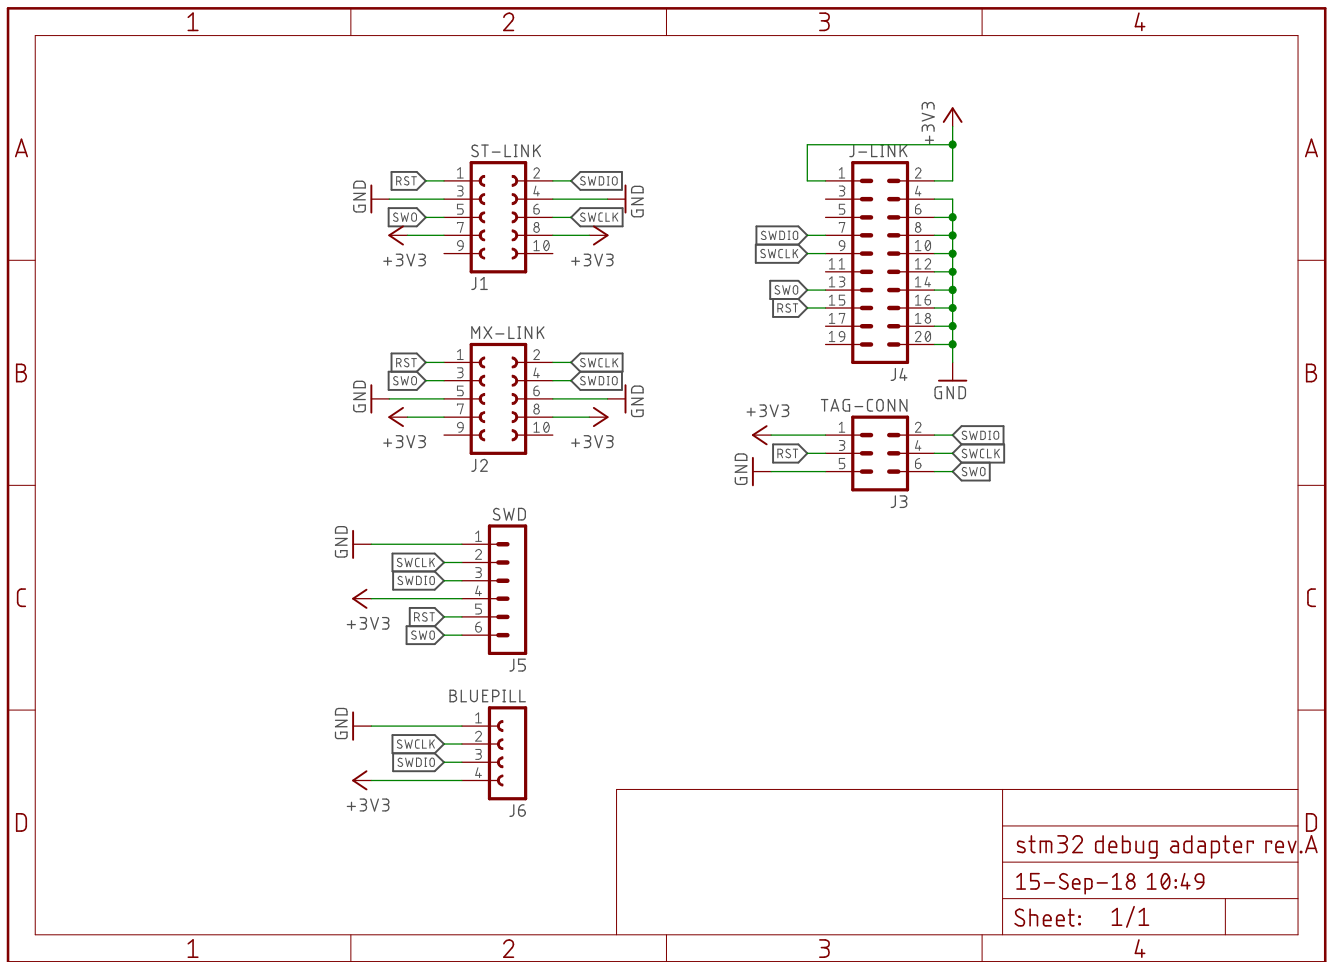 1 2 3 4
A A
B B
C C
D D
ST-LINK
RST 1 2 SWDIO
GND 3 4 GND
SWO 5 6 SWCLK
7 8
9 10
+3V3 +3V3
J1
MX-LINK
RST 1 2 SWCLK
SWO 3 4 SWDIO
GND 5 6 GND
7 8
9 10
+3V3 +3V3
J2
SWD
GND 1
SWCLK 2
SWDIO 3
4
+3V3
RST 5
SWO 6
J5
BLUEPILL
GND 1
SWCLK 2
SWDIO 3
4
+3V3
J6
+3V3
J-LINK
1 2
3 4
5 6
SWDIO 7 8
SWCLK 9 10
11 12
SWO 13 14
RST 15 16
17 18
19 20
J4
GND
TAG-CONN
+3V3
1 2 SWDIO
RST 3 4 SWCLK
GND 5 6 SWO
J3
stm32 debug adapter rev.A
15-Sep-18 10:49
Sheet: 1/1
1 2 3 4